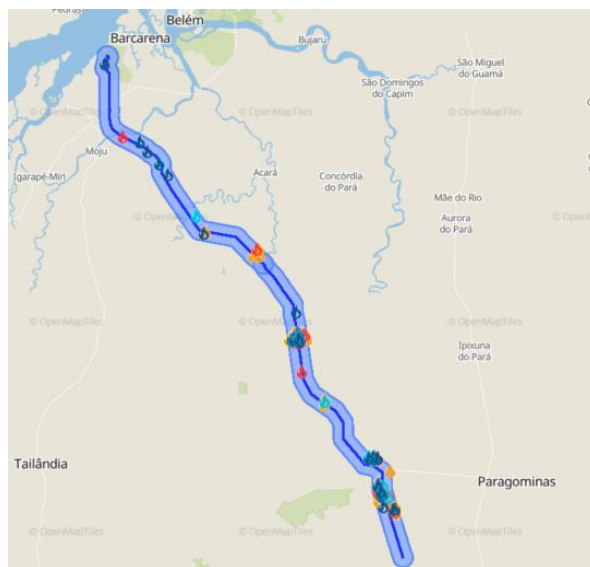 Pedras
Belém
Barcarena
Bujaru
São Miguel
do Guamá
São Domingos
do Capim
© OpenMapTiles
© OpenMapTiles
© OpenMapTiles
Moju
Igarapé-Miri
Acará
Concórdia
do Pará
Mãe do Rio
© OpenMapTiles
© OpenMapTiles
Aurora
do Pará
© OpenMapTiles
© OpenMapTiles
© OpenMapTiles
Ipixuna
do Pará
Tailândia
Paragominas
© OpenMapTiles
© OpenMapTiles
© OpenMapTiles